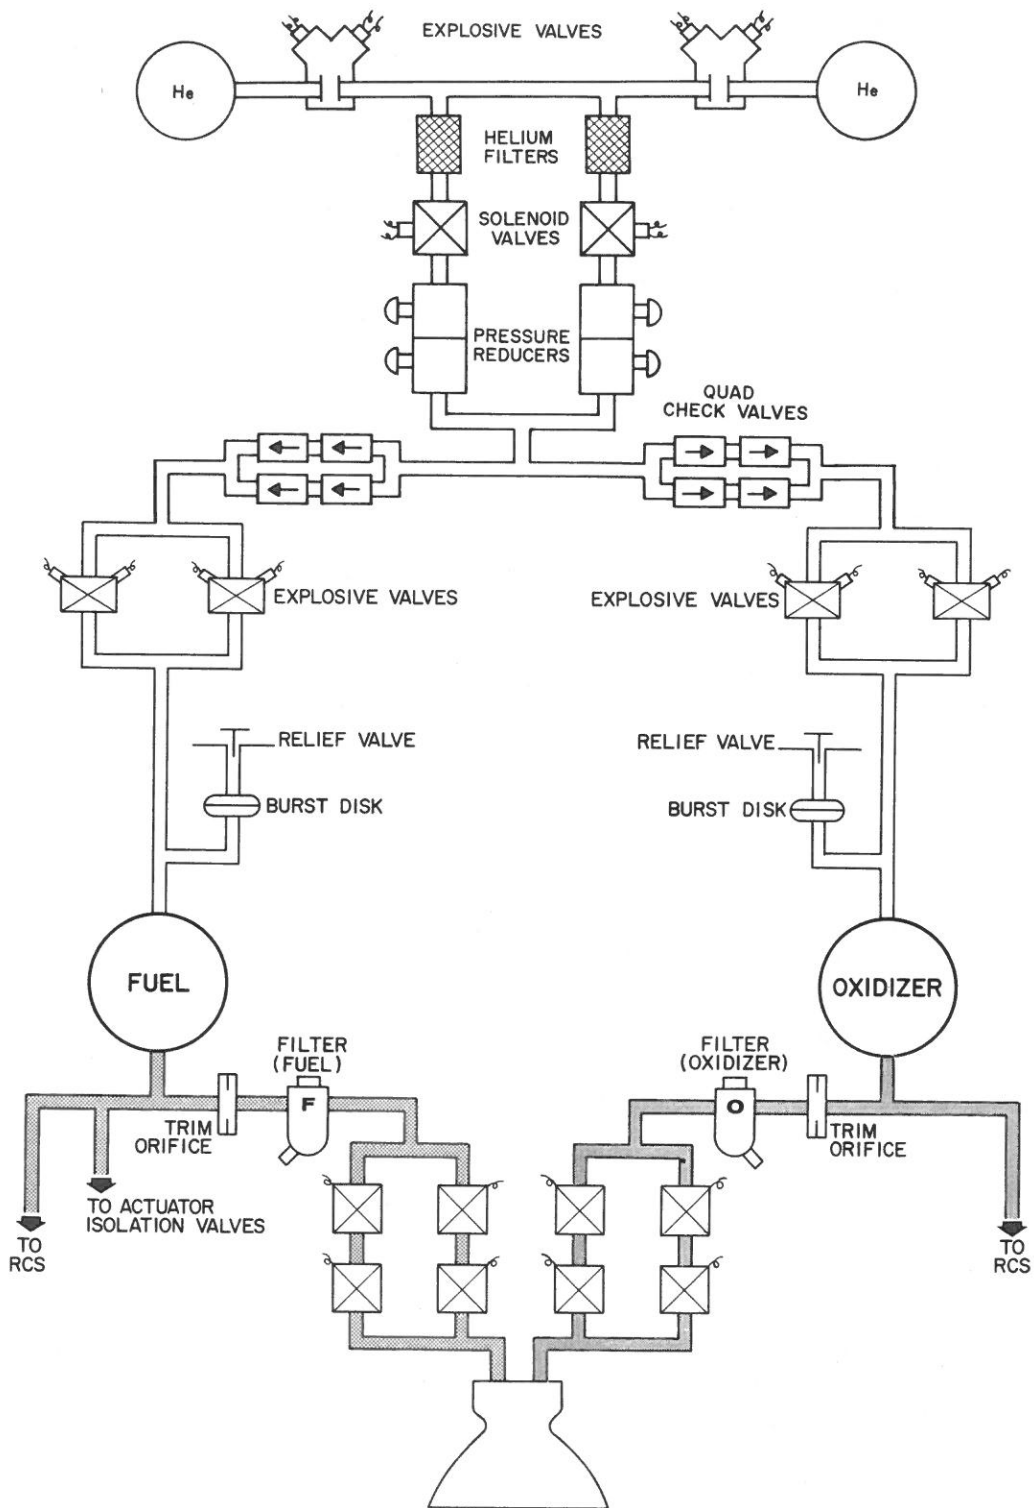 EXPLOSIVE VALVES
He
He
HELIUM
FILTERS
SOLENOID
VALVES
PRESSURE
REDUCERS
QUAD
CHECK VALVES
EXPLOSIVE VALVES
EXPLOSIVE VALVES
RELIEF VALVE
RELIEF VALVE
BURST DISK
BURST DISK
FUEL
OXIDIZER
FILTER
(FUEL)
FILTER
(OXIDIZER)
F
O
TRIM
ORIFICE
TRIM
ORIFICE
TO ACTUATOR
ISOLATION VALVES
TO
RCS
TO
RCS